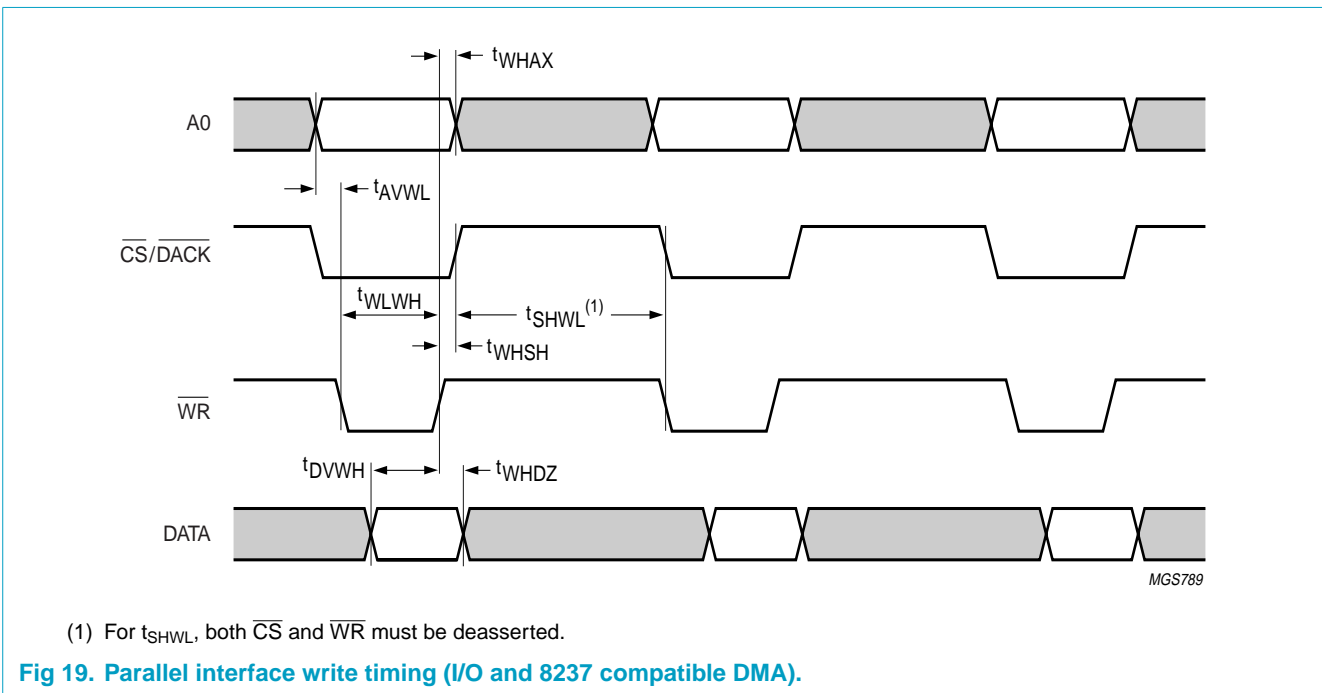 tWHAX
A0
tAVWL
CS/DACK
tWLWH
tSHWL(1)
tWHSH
WR
tDVWH
tWHDZ
DATA
MGS789
(1) For tSHWL, both CS and WR must be deasserted.
Fig 19. Parallel interface write timing (I/O and 8237 compatible DMA).